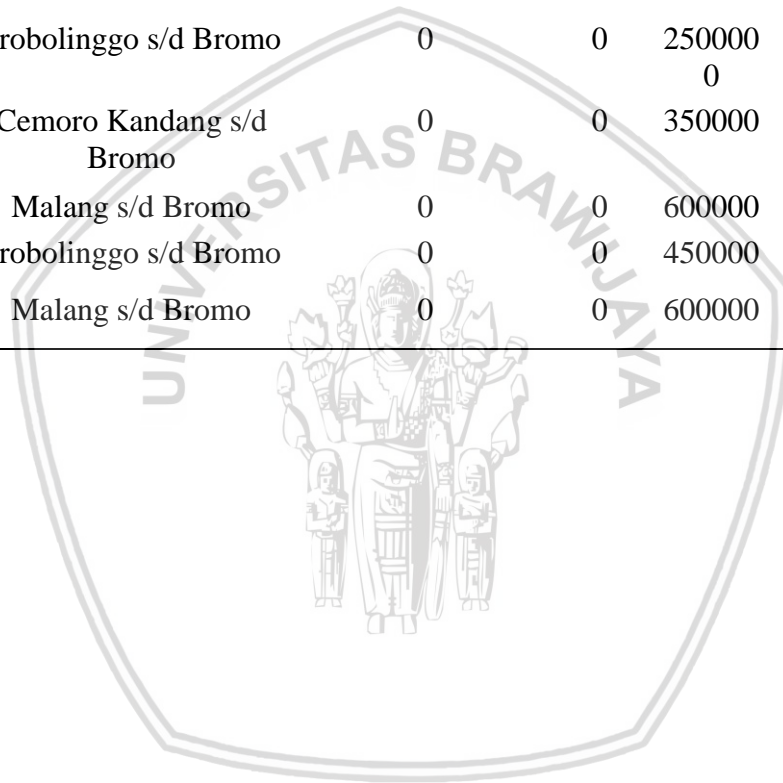 robolinggo s/d Bromo 0 0 250000
0
Cemoro Kandang s/d 0 0 350000
Bromo
Malang s/d Bromo 0 0 600000
robolinggo s/d Bromo 0 0 450000
Malang s/d Bromo 0 0 600000
UNIVERSITAS BRAWIJAYA